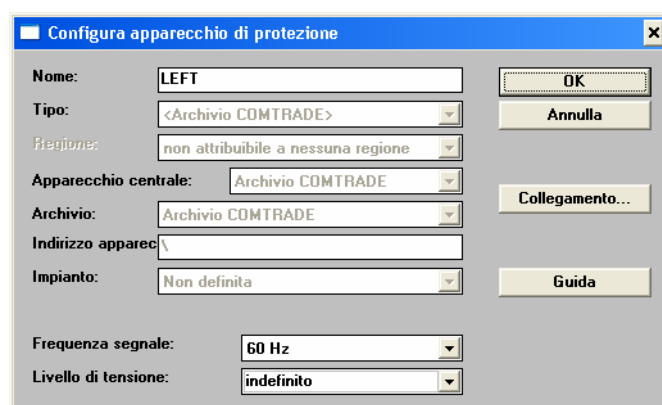 Configura apparecchio di protezione
Nome: LEFT OK
Tipo: <Archivio COMTRADE> Annulla
Regione: non attribuibile a nessuna regione
Apparecchio centrale: Archivio COMTRADE
Collegamento...
Archivio: Archivio COMTRADE
Indirizzo apparec \
Impianto: Non definita Guida
Frequenza segnale: 60 Hz
Livello di tensione: indefinito